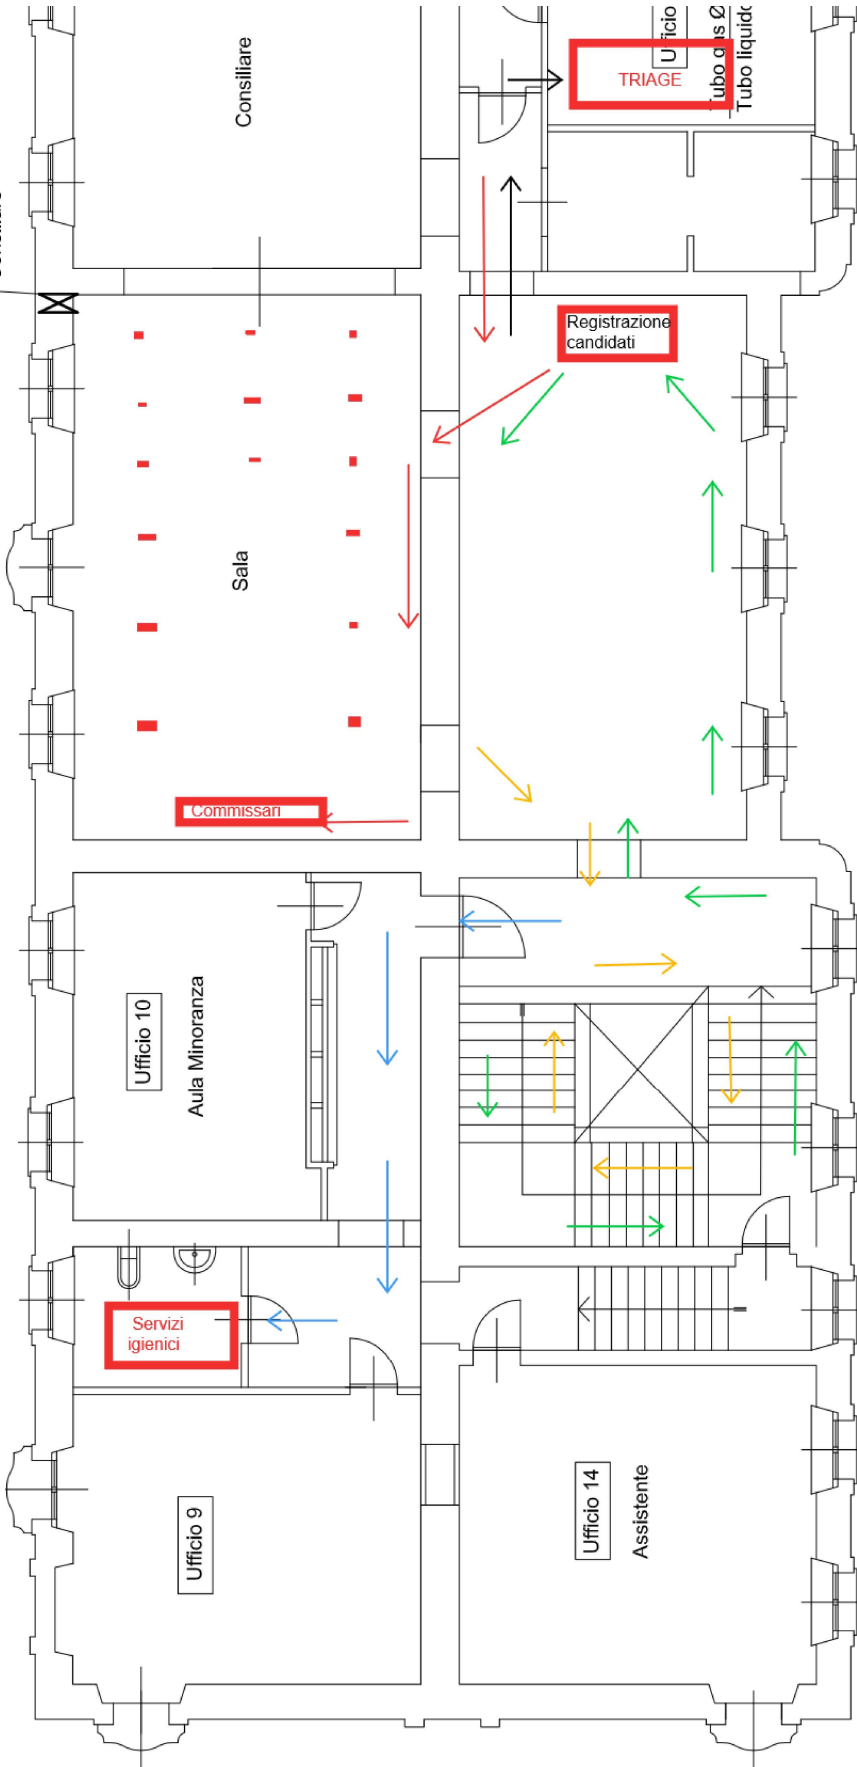 Consiliare
Ufficio
Tubo gas Ø
Tubo liquido
TRIAGE
Registrazione
candidati
Sala
Commissari
Ufficio 10
Aula Minoranza
Servizi
igienici
Ufficio 9
Ufficio 14
Assistente